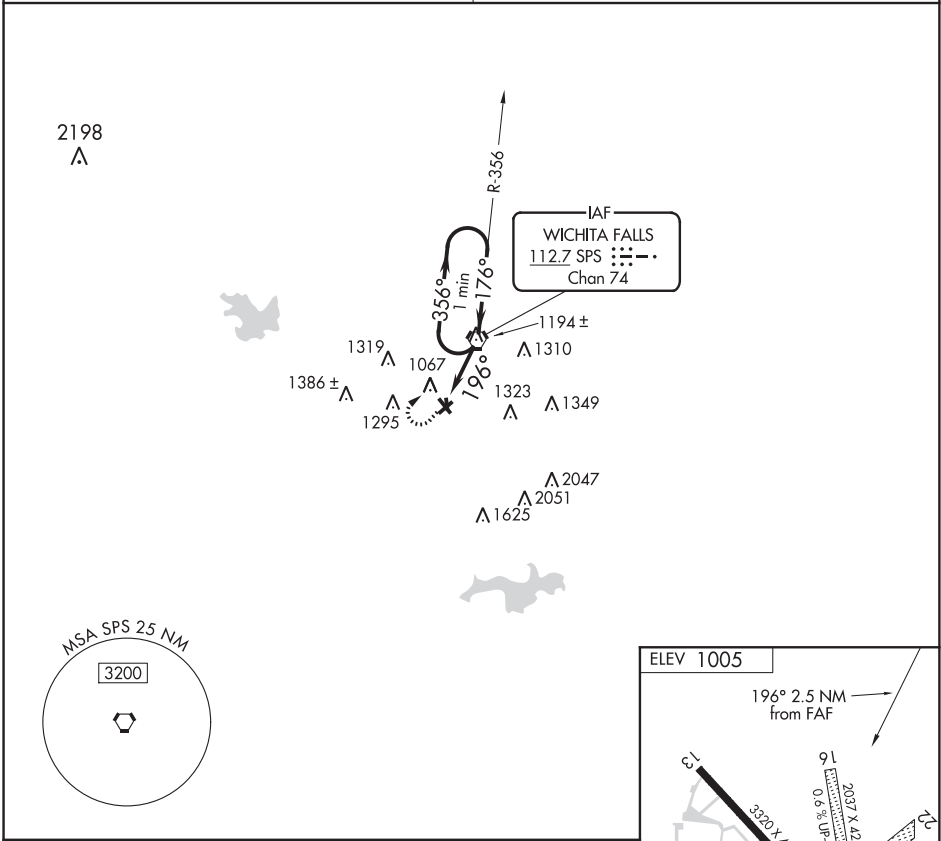 2198
R-356
IAF
WICHITA FALLS
112.7 SPS
Chan 74
356°
1 min
176°
1194 ±
1319
1067
1310
1386 ±
196°
1323
1349
1295
2047
2051
1625
MSA SPS 25 NM
3200
ELEV 1005
196° 2.5 NM
from FAF
13
16
3320 X
2037 X 42
0.6 % UP
22